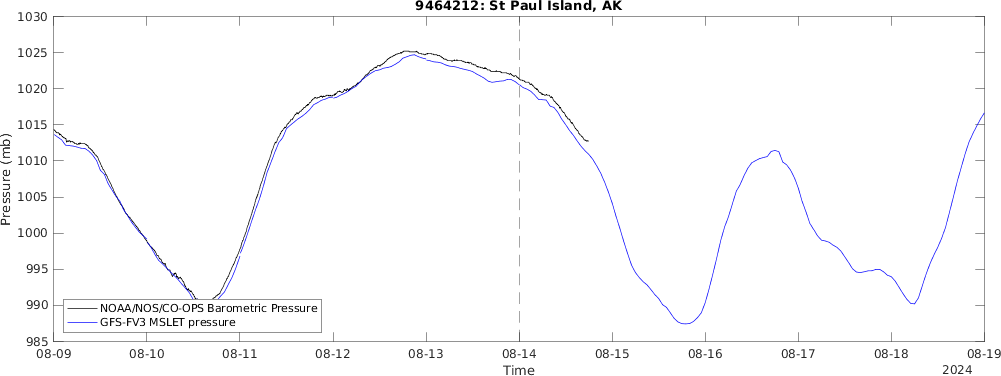 9464212: St Paul Island, AK
1030
1025
1020
1015
1010
1005
1000
995
990
985
Pressure (mb)
NOAA/NOS/CO-OPS Barometric Pressure
GFS-FV3 MSLET pressure
08-09 08-10 08-11 08-12 08-13 08-14 08-15 08-16 08-17 08-18 08-19
Time
2024